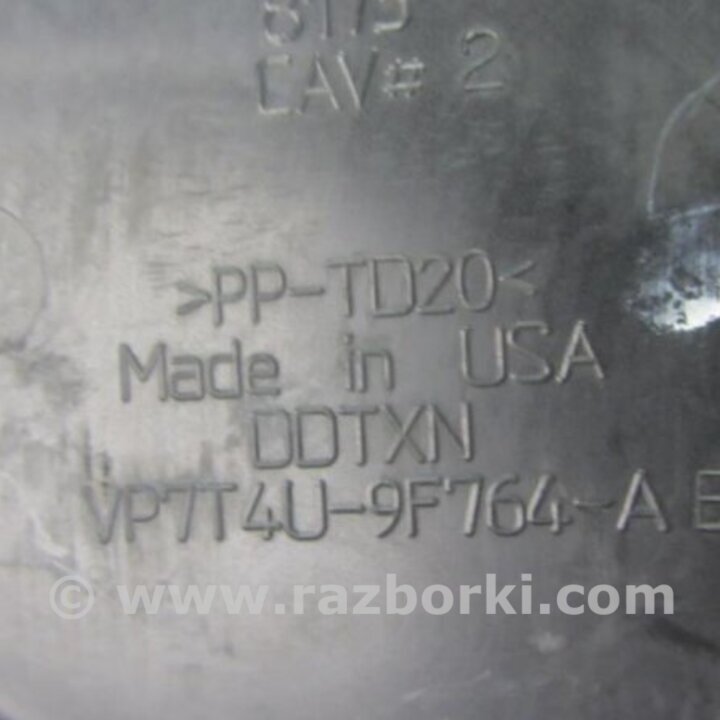 CAV# 2
>PP-TD20<
Made in USA
DDTXN
VP7T4U-9F764-A
© www.razborki.com